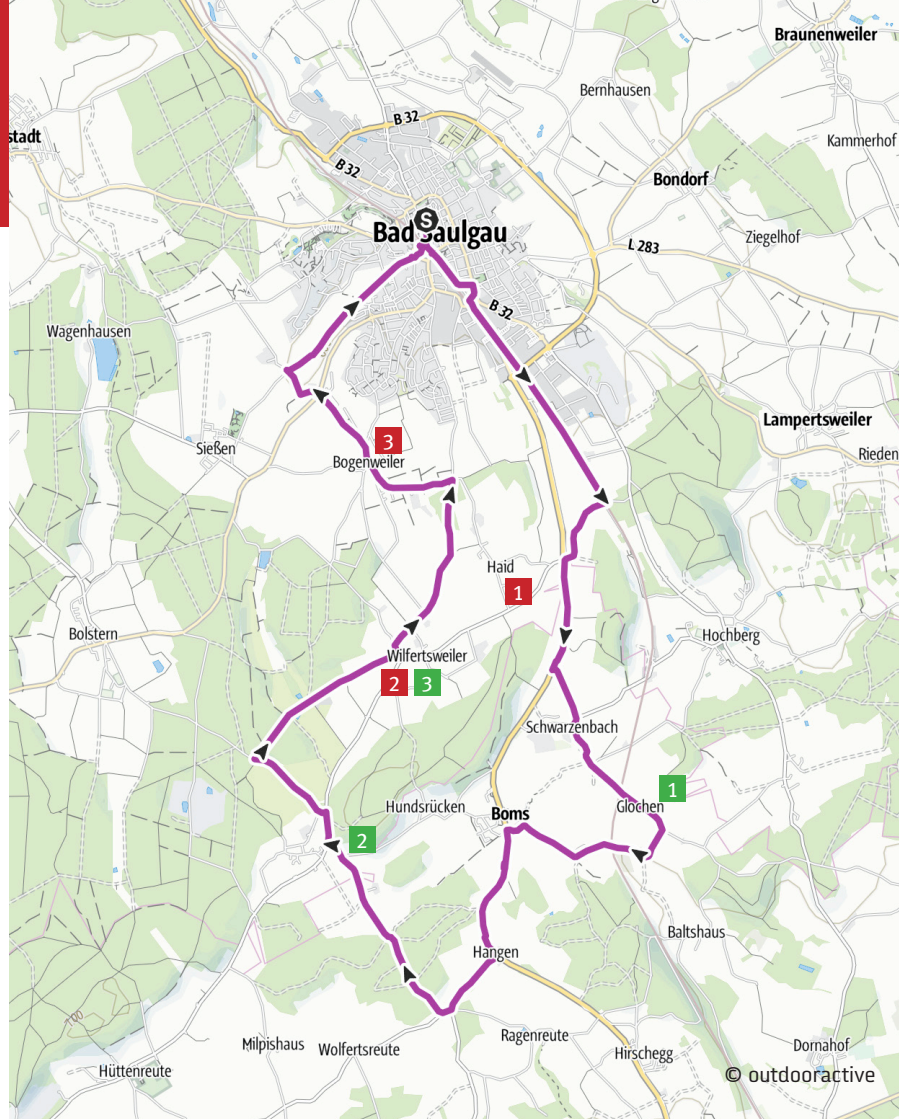 Braunenweiler
Bernhausen
B 32
stadt
Kammerhof
B 32
Bondorf
S
Bad Saulgau
Ziegelhof
L 283
B 32
Wagenhausen
Lampertsweiler
3
Sießen
Rieden
Bogenweiler
Haid
1
Bolstern
Hochberg
Wilfertsweiler
2
3
Schwarzenbach
1
Hundsrücken
Glochen
Boms
2
Baltshaus
Hangen
700
Ragenreute
Milpishaus
Wolfertsreute
Hirschegg
Dornahof
Hüttenreute
© outdooractive